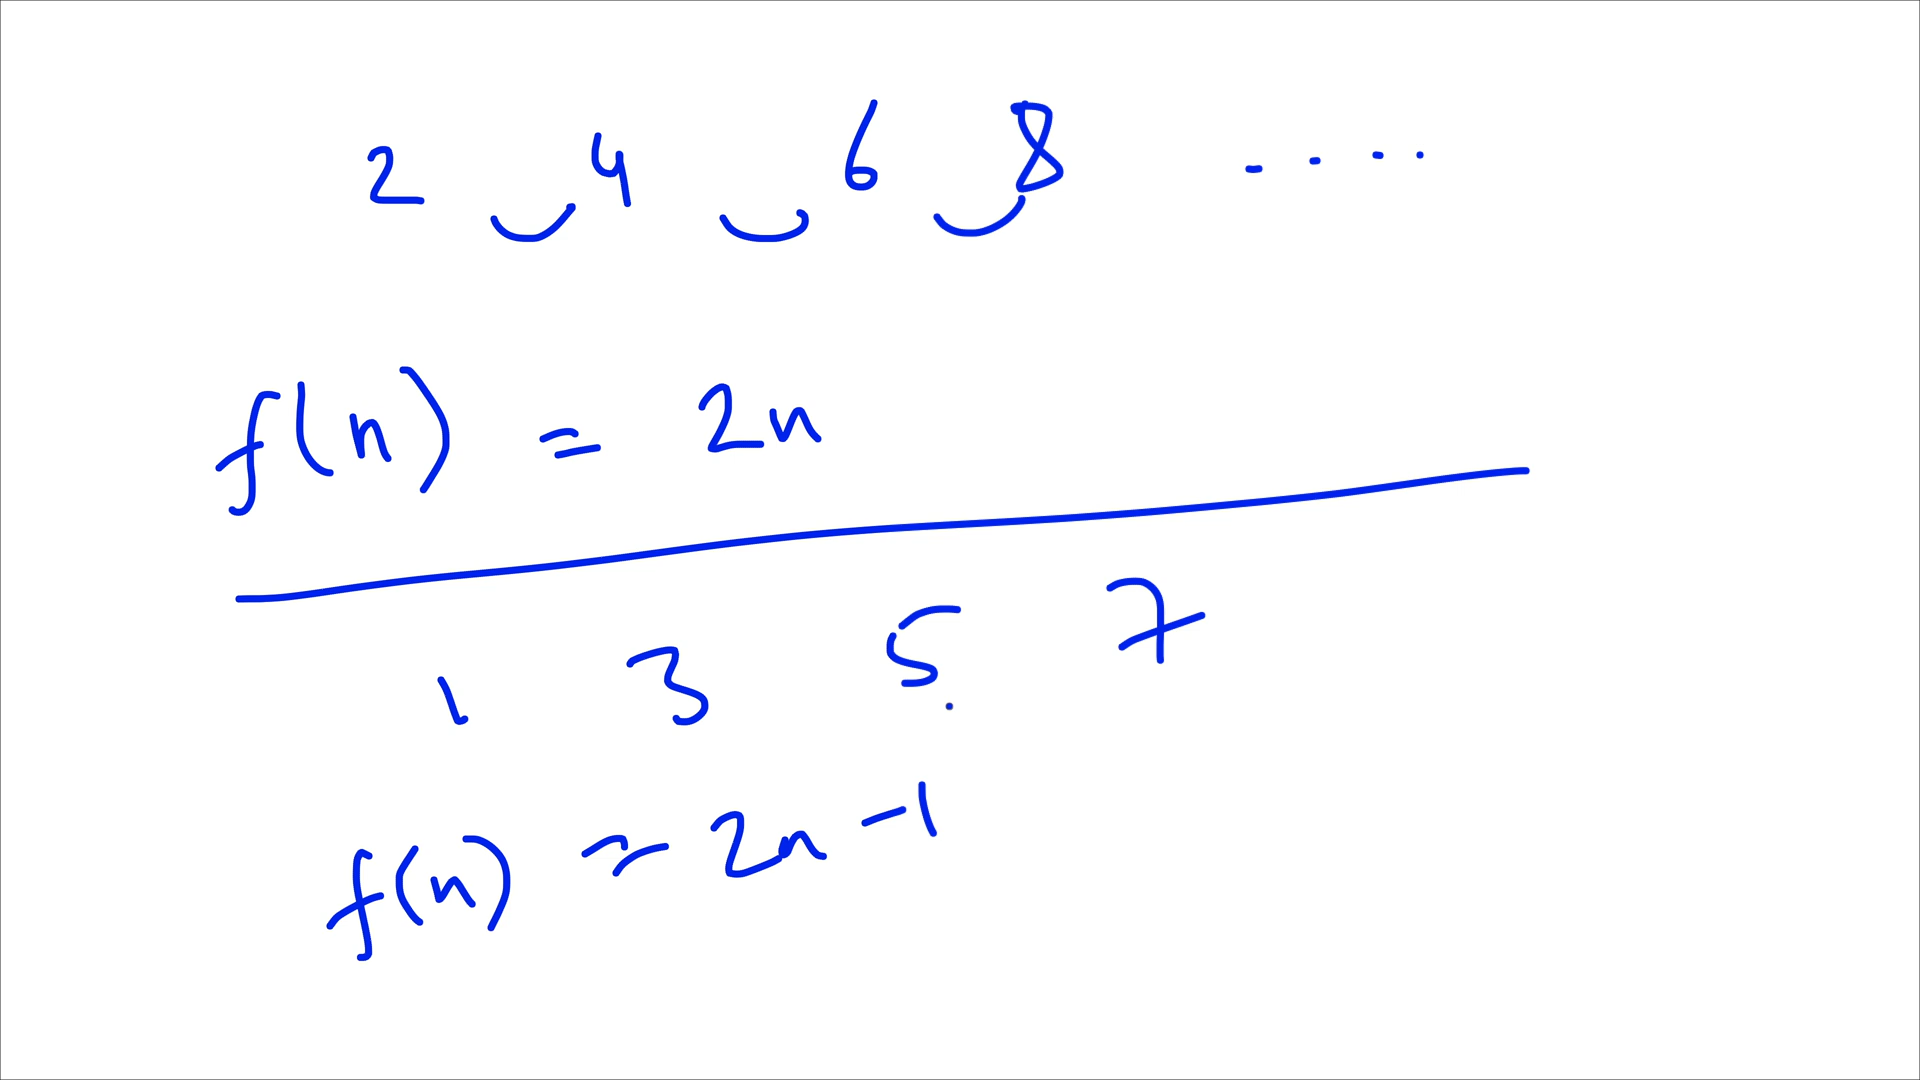 2 4 6 8 ....
f(n) = 2n
1 3 5 7
f(n) = 2n - 1